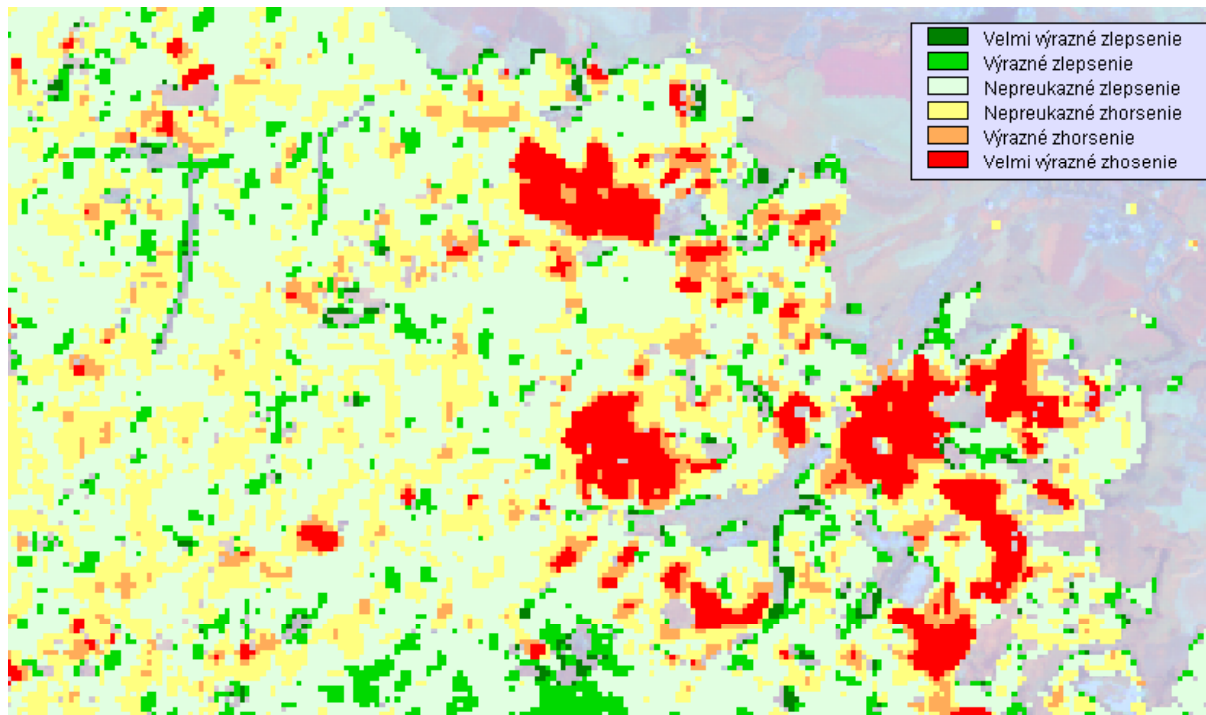 Velmi výrazné zlepsenie
Výrazné zlepsenie
Nepreukazné zlepsenie
Nepreukazné zhorsenie
Výrazné zhorsenie
Velmi výrazné zhosenie